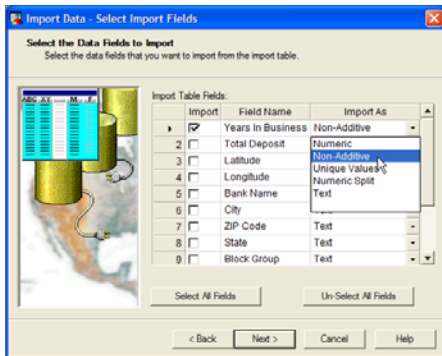 Import Data - Select Import Fields
Select the Data Fields to Import
Select the data fields that you want to import from the import table.
Import Table Fields:
Import Field Name Import As
Years In Business Non-Additive
2 Total Deposit Numeric
3 Latitude Non-Additive
4 Longitude Unique Values
Numeric Split
5 Bank Name Text
6 City Text
7 ZIP Code Text
8 State Text
9 Block Group Text
Select All Fields Un-Select All Fields
< Back Next > Cancel Help